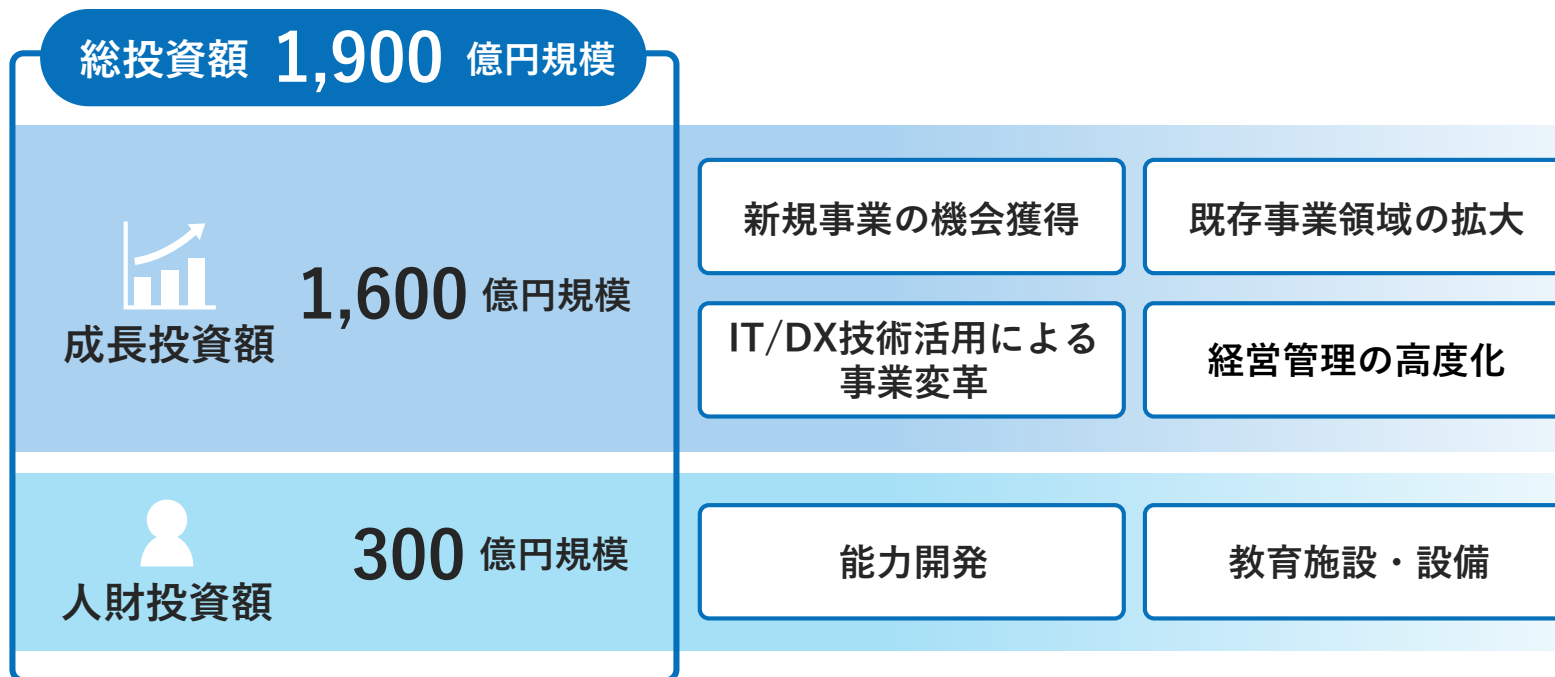 総投資額 1,900 億円規模
成長投資額
1,600 億円規模
新規事業の機会獲得
既存事業領域の拡大
IT/DX技術活用による
事業変革
経営管理の高度化
人財投資額
300 億円規模
能力開発
教育施設・設備